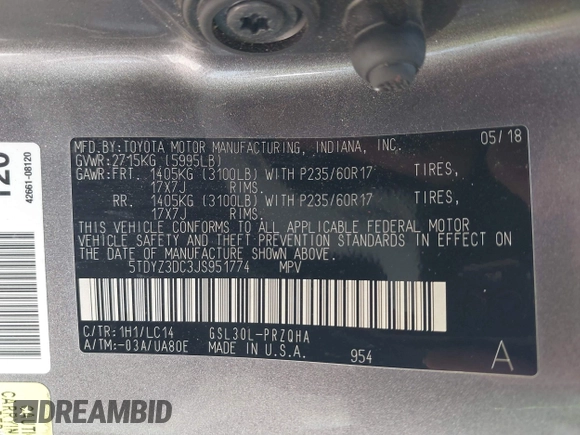 MFD.BY:TOYOTA MOTOR MANUFACTURING, INDIANA, INC. 05/18
GVWR:2715KG (5995LB)
GAWR:FRT. 1405KG (3100LB) WITH P235/60R17 TIRES,
17X7J RIMS.
RR. 1405KG (3100LB) WITH P235/60R17 TIRES,
17X7J RIMS.
THIS VEHICLE CONFORMS TO ALL APPLICABLE FEDERAL MOTOR
VEHICLE SAFETY AND THEFT PREVENTION STANDARDS IN EFFECT
ON THE DATE OF MANUFACTURE SHOWN ABOVE.
5TDYZ3DC3JS951774 MPV
C/TR:1H1/LC14 GSL30L-PRZQHA
A/TM:-03A/UA80E MADE IN U.S.A. 954 A
42661-08120
DREAMBID